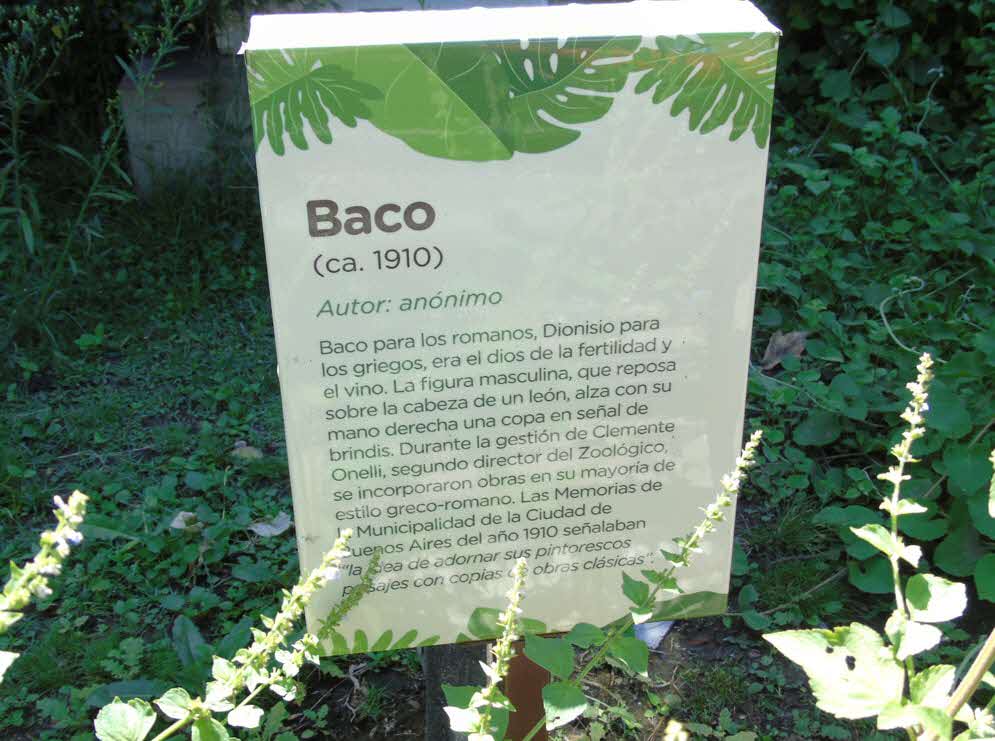 Baco
(ca. 1910)
Autor: anónimo
Baco para los romanos, Dionisio para
los griegos, era el dios de la fertilidad y
el vino. La figura masculina, que reposa
sobre la cabeza de un león, alza con su
mano derecha una copa en señal de
brindis. Durante la gestión de Clemente
Onelli, segundo director del Zoológico,
se incorporaron obras en su mayoría de
estilo greco-romano. Las Memorias de
Municipalidad de la Ciudad de
uenos Aires del año 1910 señalaban
"la idea de adornar sus pintorescos
paisajes con copias de obras clásicas".